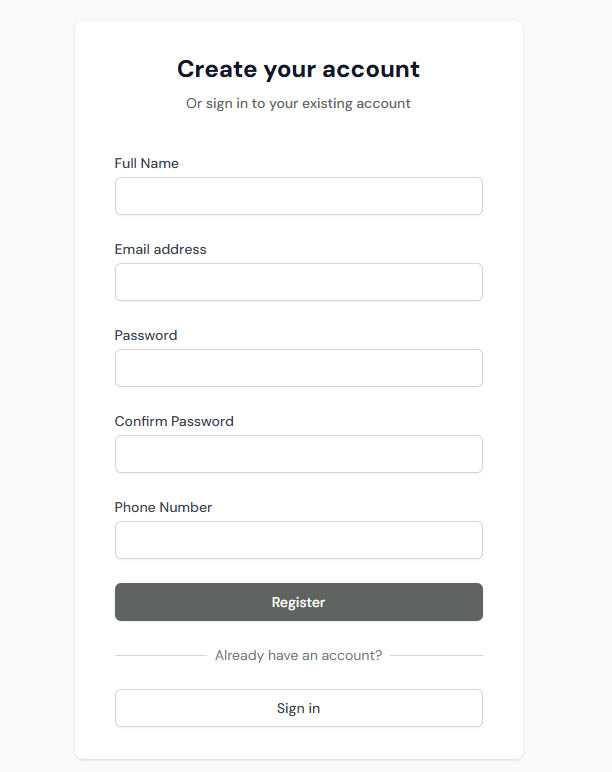 Create your account
Or sign in to your existing account
Full Name
Email address
Password
Confirm Password
Phone Number
Register
Already have an account?
Sign in